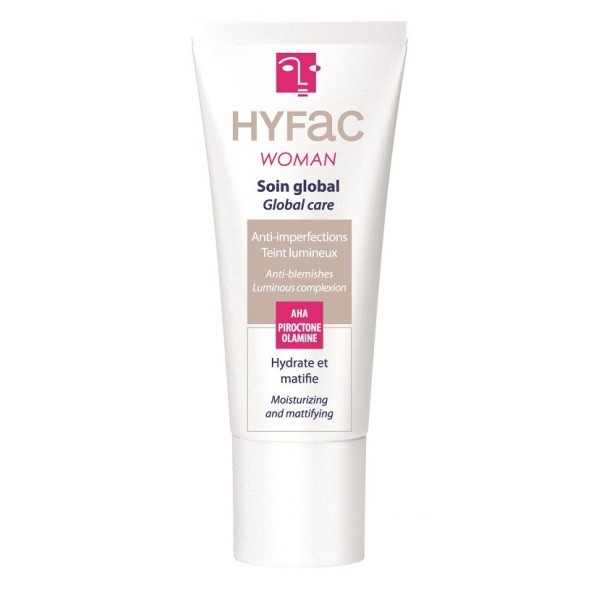 HYFac
WOMAN
Soin global
Global care
Anti-imperfections
Teint lumineux
Anti-blemishes
Luminous complexion
AHA
PIROCTONE
OLAMINE
Hydrate et
matifie
Moisturizing
and mattifying